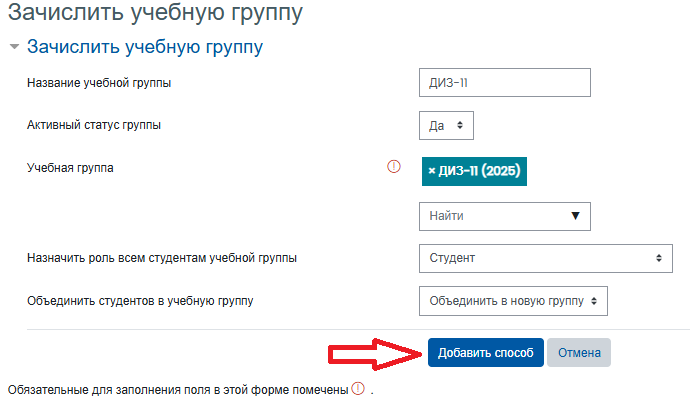 Зачислить учебную группу
Зачислить учебную группу
Название учебной группы
ДИЗ-11
Активный статус группы
Да
Учебная группа
× ДИЗ-11 (2025)
Найти
Назначить роль всем студентам учебной группы
Студент
Объединить студентов в учебную группу
Объединить в новую группу
Добавить способ
Отмена
Обязательные для заполнения поля в этой форме помечены .